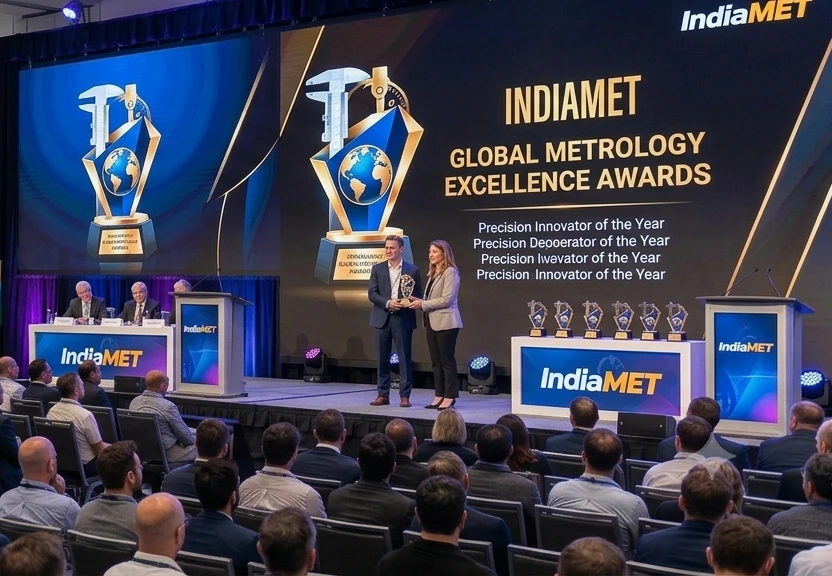 IndiaMET
INDIAMET
GLOBAL METROLOGY
EXCELLENCE AWARDS
Precision Innovator of the Year
Precision Depoerator of the Year
Precision Iwevator of the Year
Precision Innovator of the Year
IndiaMET
IndiaMET
IndiaMET
IndiaMET